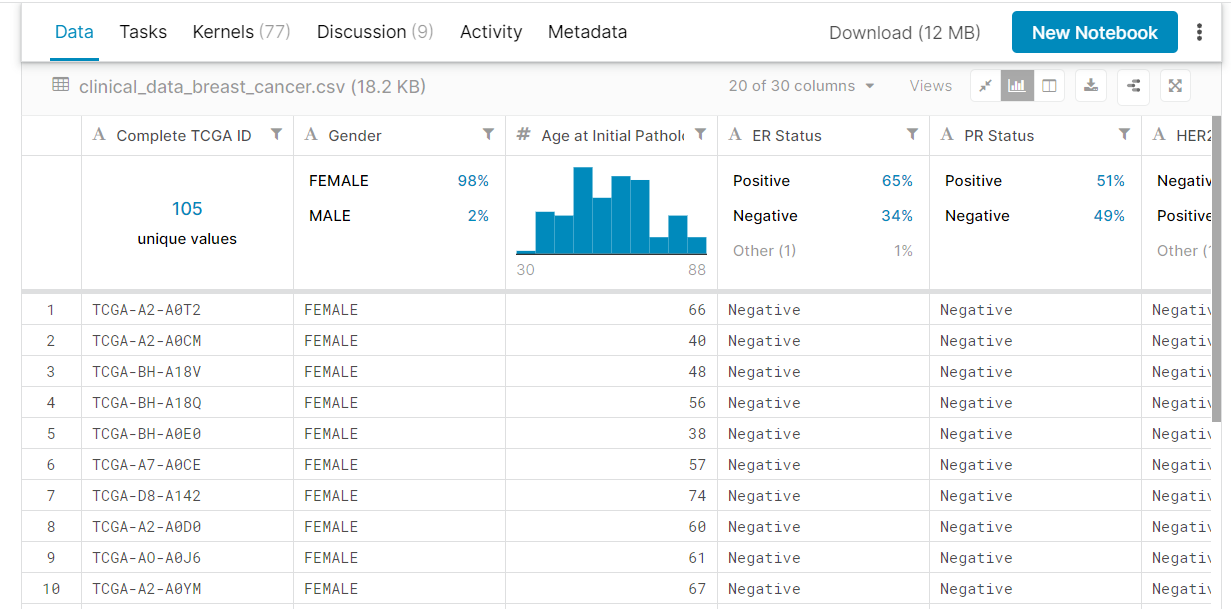 Data Tasks Kernels (77) Discussion (9) Activity Metadata Download (12 MB) New Notebook
clinical_data_breast_cancer.csv (18.2 KB) 20 of 30 columns Views
A Complete TCGA ID A Gender # Age at Initial Pathol A ER Status A PR Status A HER2
105
unique values
FEMALE 98%
MALE 2%
30 88
Positive 65%
Negative 34%
Other (1) 1%
Positive 51%
Negative 49%
Negativ
Positive
Other (
1 TCGA-A2-A0T2 FEMALE 66 Negative Negative Negativ
2 TCGA-A2-A0CM FEMALE 40 Negative Negative Negativ
3 TCGA-BH-A18V FEMALE 48 Negative Negative Negativ
4 TCGA-BH-A18Q FEMALE 56 Negative Negative Negativ
5 TCGA-BH-A0E0 FEMALE 38 Negative Negative Negativ
6 TCGA-A7-A0CE FEMALE 57 Negative Negative Negativ
7 TCGA-D8-A142 FEMALE 74 Negative Negative Negativ
8 TCGA-A2-A0D0 FEMALE 60 Negative Negative Negativ
9 TCGA-AO-A0J6 FEMALE 61 Negative Negative Negativ
10 TCGA-A2-A0YM FEMALE 67 Negative Negative Negativ